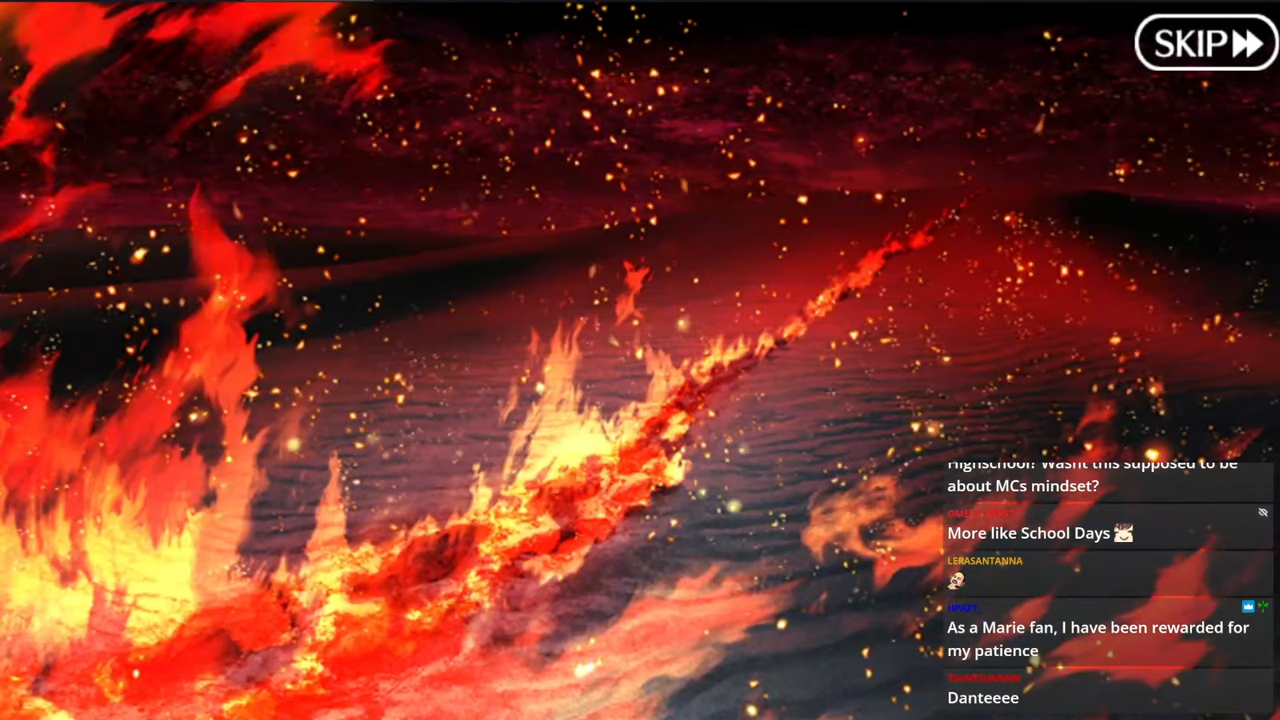 SKIP
Highschool? Wasnt this supposed to be
about MCs mindset?
More like School Days
LERASANTANNA
As a Marie fan, I have been rewarded for
my patience
Danteeee